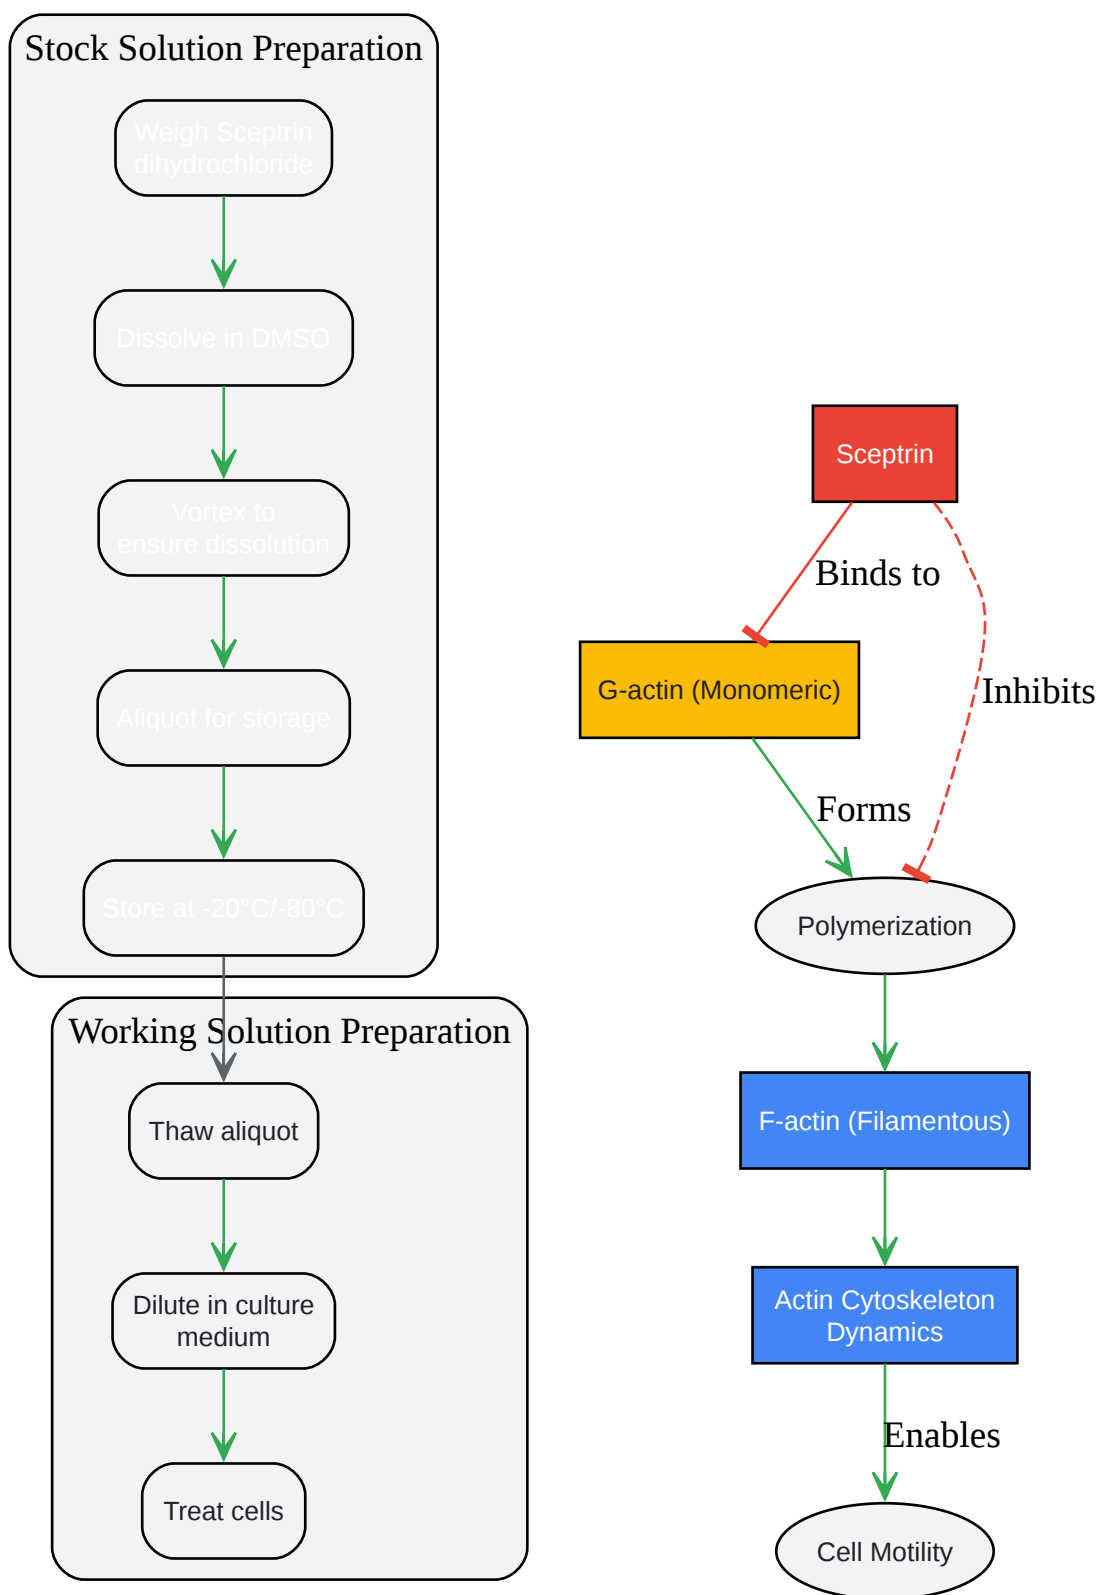 Stock Solution Preparation
Weigh Sceptrin
dihydrochloride
Dissolve in DMSO
Vortex to
ensure dissolution
Aliquot for storage
Store at -20°C/-80°C
Working Solution Preparation
Thaw aliquot
Dilute in culture
medium
Treat cells
Sceptrin
Binds to
Inhibits
G-actin (Monomeric)
Forms
Polymerization
F-actin (Filamentous)
Actin Cytoskeleton
Dynamics
Enables
Cell Motility